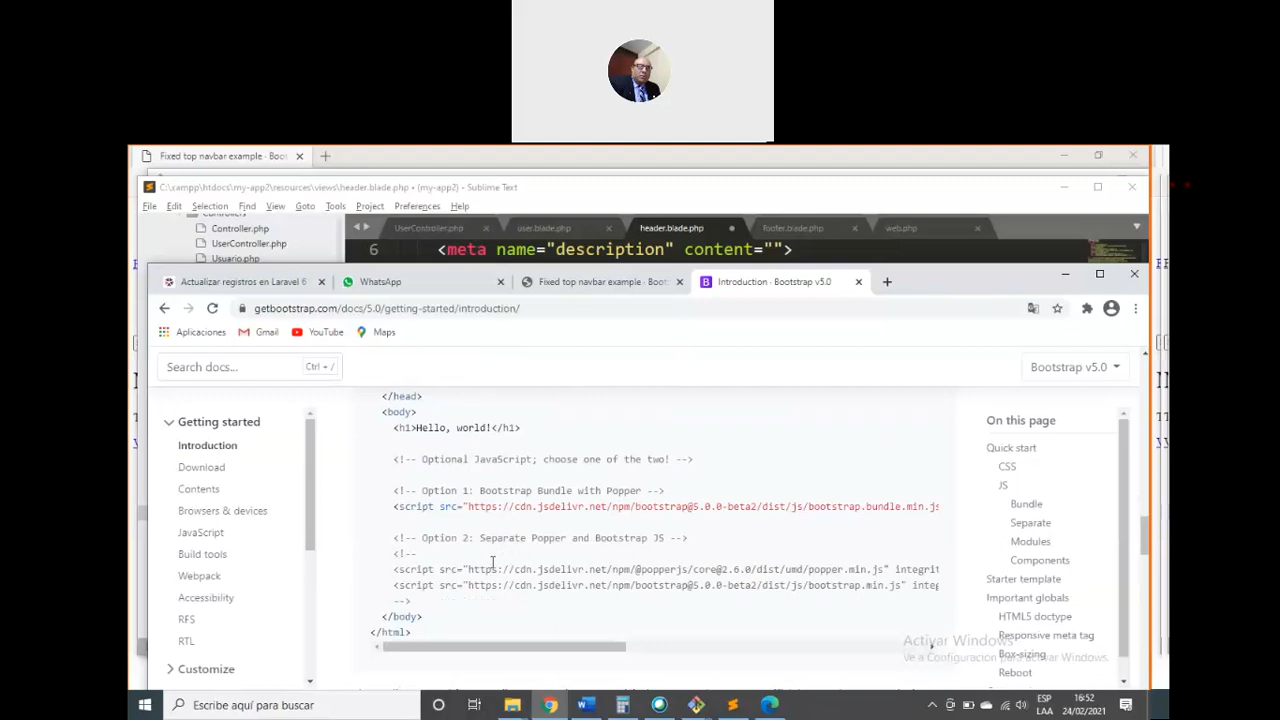 Fixed top navbar example · Boot
C:\xampp\htdocs\my-app2\resources\views\header.blade.php • (my-app2) - Sublime Text
File Edit Selection Find View Goto Tools Project Preferences Help
Controllers
Controller.php
UserController.php
Usuario.php
UserController.php user.blade.php header.blade.php footer.blade.php web.php
6 <meta name="description" content="">
Actualizar registros en Laravel 6 WhatsApp Fixed top navbar example · Boot Introduction · Bootstrap v5.0
getbootstrap.com/docs/5.0/getting-started/introduction/
Aplicaciones Gmail YouTube Maps
Search docs... Ctrl + / Bootstrap v5.0
Getting started
Introduction
Download
Contents
Browsers & devices
JavaScript
Build tools
Webpack
Accessibility
RFS
RTL
Customize
</head>
<body>
<h1>Hello, world!</h1>
<!-- Optional JavaScript; choose one of the two! -->
<!-- Option 1: Bootstrap Bundle with Popper -->
<script src="https://cdn.jsdelivr.net/npm/bootstrap@5.0.0-beta2/dist/js/bootstrap.bundle.min.js
<!-- Option 2: Separate Popper and Bootstrap JS -->
<!--
<script src="https://cdn.jsdelivr.net/npm/@popperjs/core@2.6.0/dist/umd/popper.min.js" integrit
<script src="https://cdn.jsdelivr.net/npm/bootstrap@5.0.0-beta2/dist/js/bootstrap.min.js" integ
-->
</body>
</html>
On this page
Quick start
CSS
JS
Bundle
Separate
Modules
Components
Starter template
Important globals
HTML5 doctype
Responsive meta tag
Box-sizing
Reboot
Activar Windows
Ve a Configuración para activar Windows.
Escribe aquí para buscar
ESP
LAA
16:52
24/02/2021